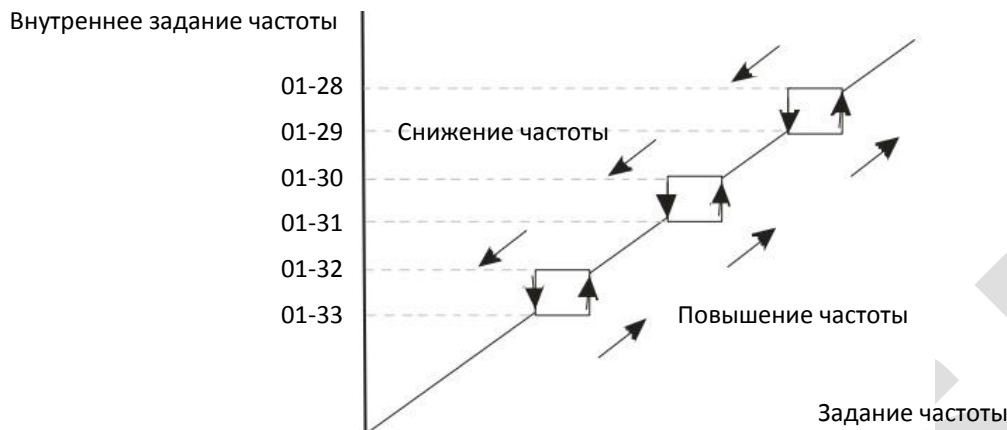 Внутреннее задание частоты
01-28
01-29
Снижение частоты
01-30
01-31
01-32
01-33
Повышение частоты
Задание частоты